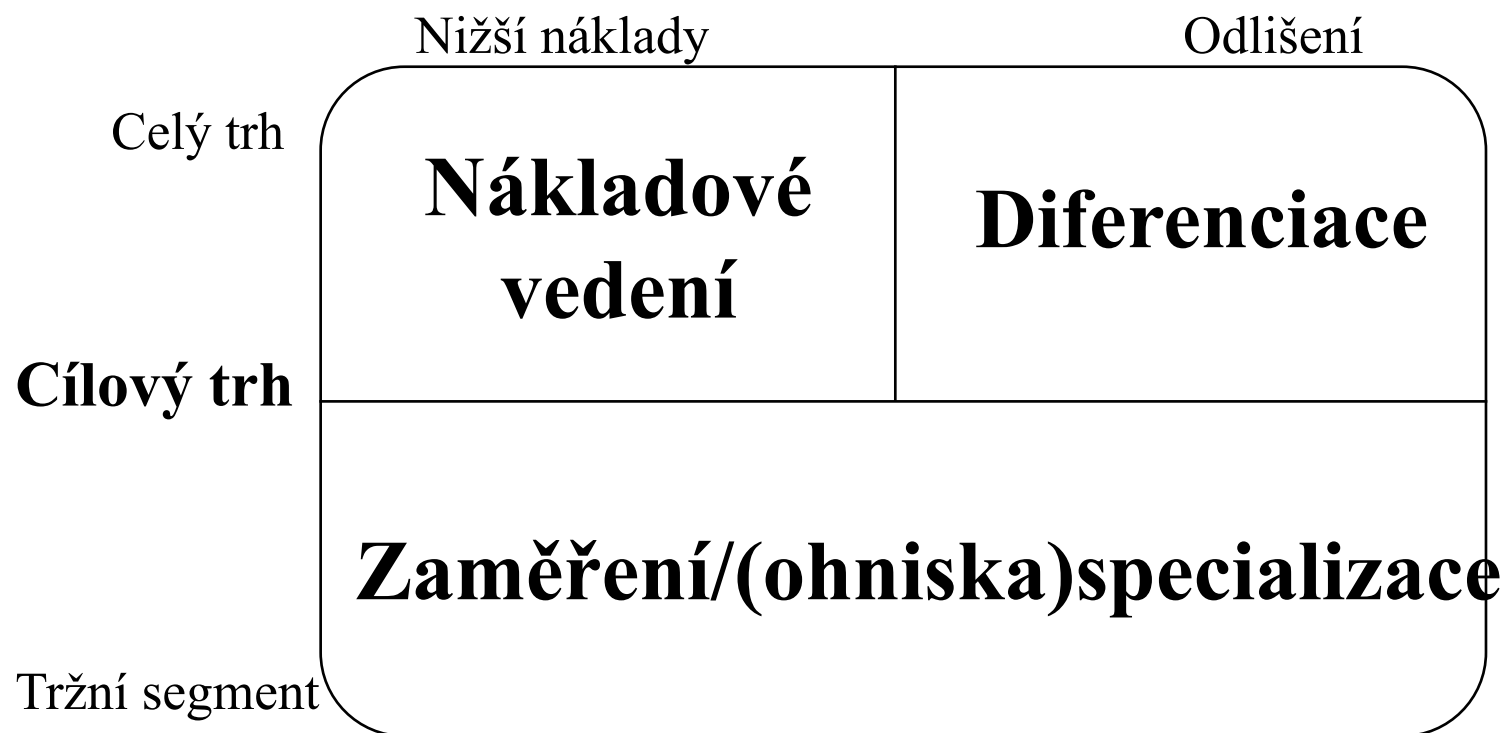 Nižší náklady
Odlišení
Celý trh
Nákladové
vedení
Diferenciace
Cílový trh
Zaměření/(ohniska)specializace
Tržní segment